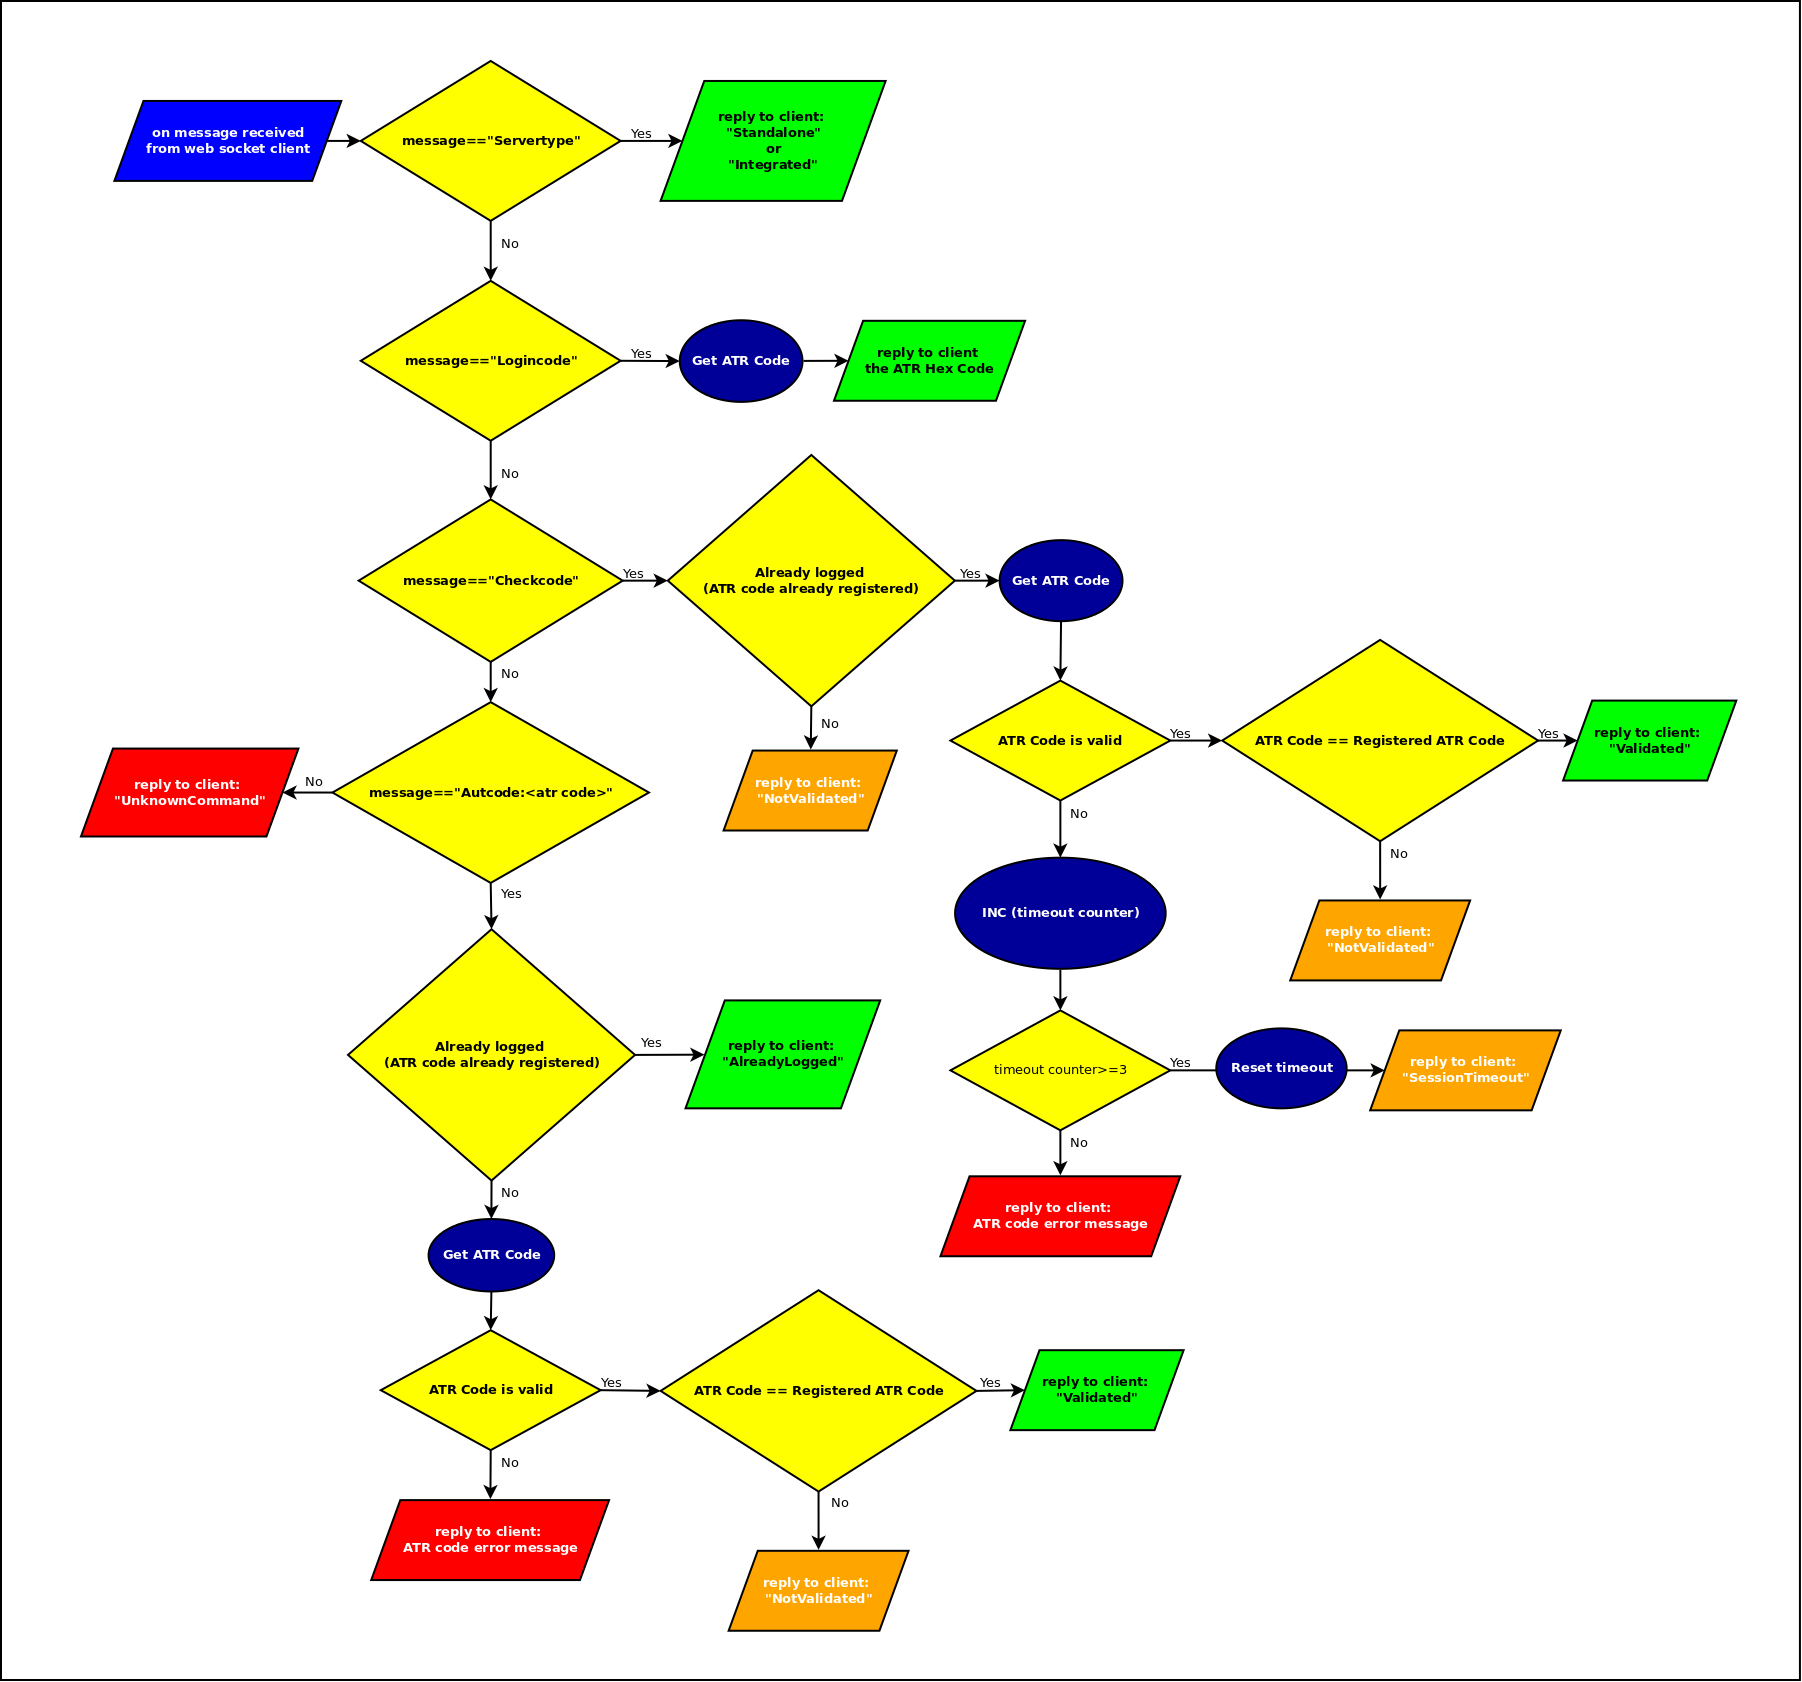 on message received
from web socket client
message=="Servertype"
Yes
reply to client:
"Standalone"
or
"Integrated"
No
message=="Logincode"
Yes
Get ATR Code
reply to client
the ATR Hex Code
No
message=="Checkcode"
Yes
Already logged
(ATR code already registered)
Yes
Get ATR Code
No
No
reply to client:
"NotValidated"
ATR Code is valid
Yes
ATR Code == Registered ATR Code
Yes
reply to client:
"Validated"
No
reply to client:
"NotValidated"
message=="Autcode:<atr code>"
No
reply to client:
"UnknownCommand"
Yes
No
INC (timeout counter)
timeout counter>=3
Yes
Reset timeout
reply to client:
"SessionTimeout"
No
reply to client:
ATR code error message
Already logged
(ATR code already registered)
Yes
reply to client:
"AlreadyLogged"
No
Get ATR Code
ATR Code is valid
Yes
ATR Code == Registered ATR Code
Yes
reply to client:
"Validated"
No
reply to client:
ATR code error message
No
reply to client:
"NotValidated"